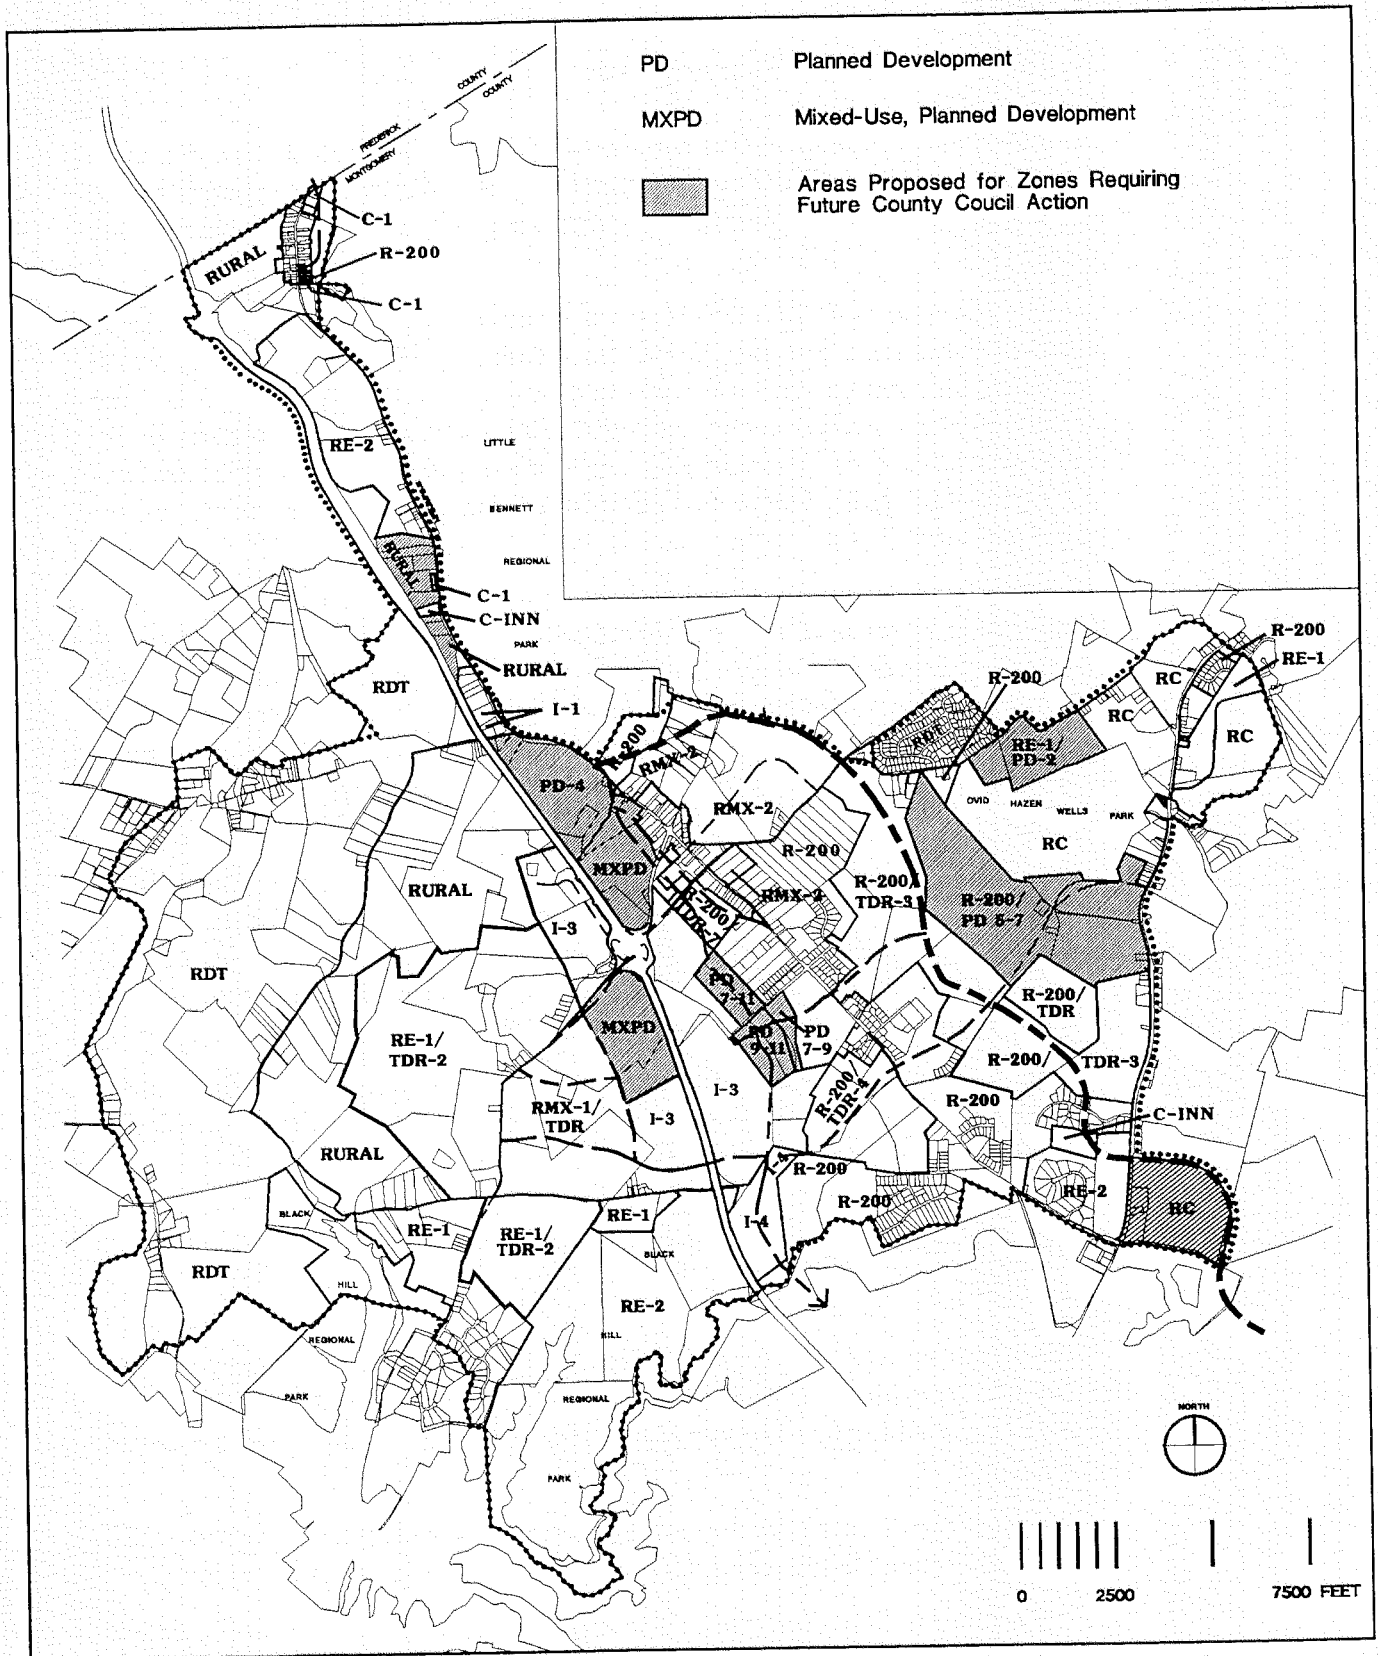 PD Planned Development
MXPD Mixed-Use, Planned Development
Areas Proposed for Zones Requiring
Future County Coucil Action
COUNTY
COUNTY
FREDERICK
MONTGOMERY
C-1
RURAL
R-200
C-1
RE-2
LITTLE
BENNETT
REGIONAL
PARK
RURAL
C-1
C-INN
RURAL
RDT
I-1
R-200
RE-1
RC
R-200
RC
RC
RDT
RE-1/
PD-2
R-200
RMX-2
PD-4
RMX-2
OVID HAZEN WELLS PARK
RC
R-200
MXPD
RURAL
R-200/
TDR-7
RMX-2
R-200/
TDR-3
R-200/
PD 5-7
I-3
RDT
PD
7-11
R-200/
TDR
MXPD
PD
9-11
PD
7-9
RE-1/
TDR-2
R-200/
TDR-3
I-3
R-200/
TDR-4
R-200
RMX-1/
TDR
I-3
C-INN
RURAL
I-4
R-200
RE-2
R-200
RC
BLACK
RE-1
RE-1/
TDR-2
RE-1
I-4
BLACK
RDT
HILL
RE-2
HILL
REGIONAL
PARK
REGIONAL
PARK
NORTH
0 2500 7500 FEET